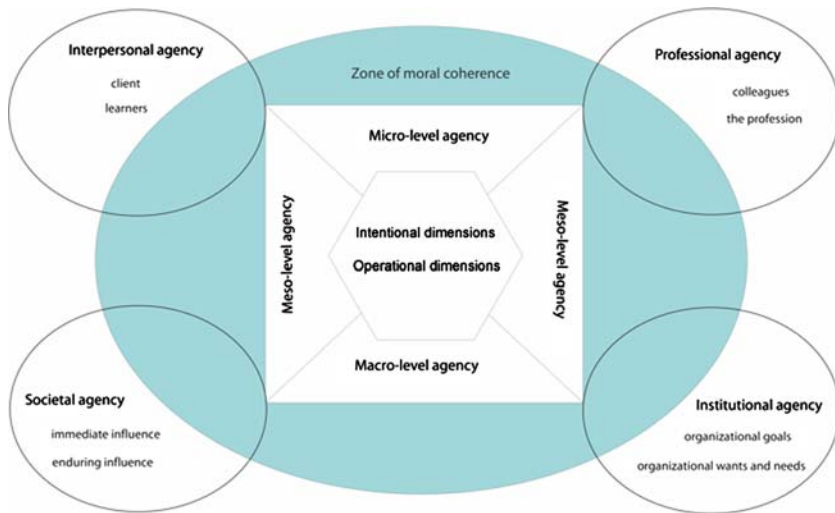 Interpersonal agency
client
learners
Zone of moral coherence
Professional agency
colleagues
the profession
Micro-level agency
Meso-level agency
Intentional dimensions
Operational dimensions
Meso-level agency
Macro-level agency
Societal agency
immediate influence
enduring influence
Institutional agency
organizational goals
organizational wants and needs